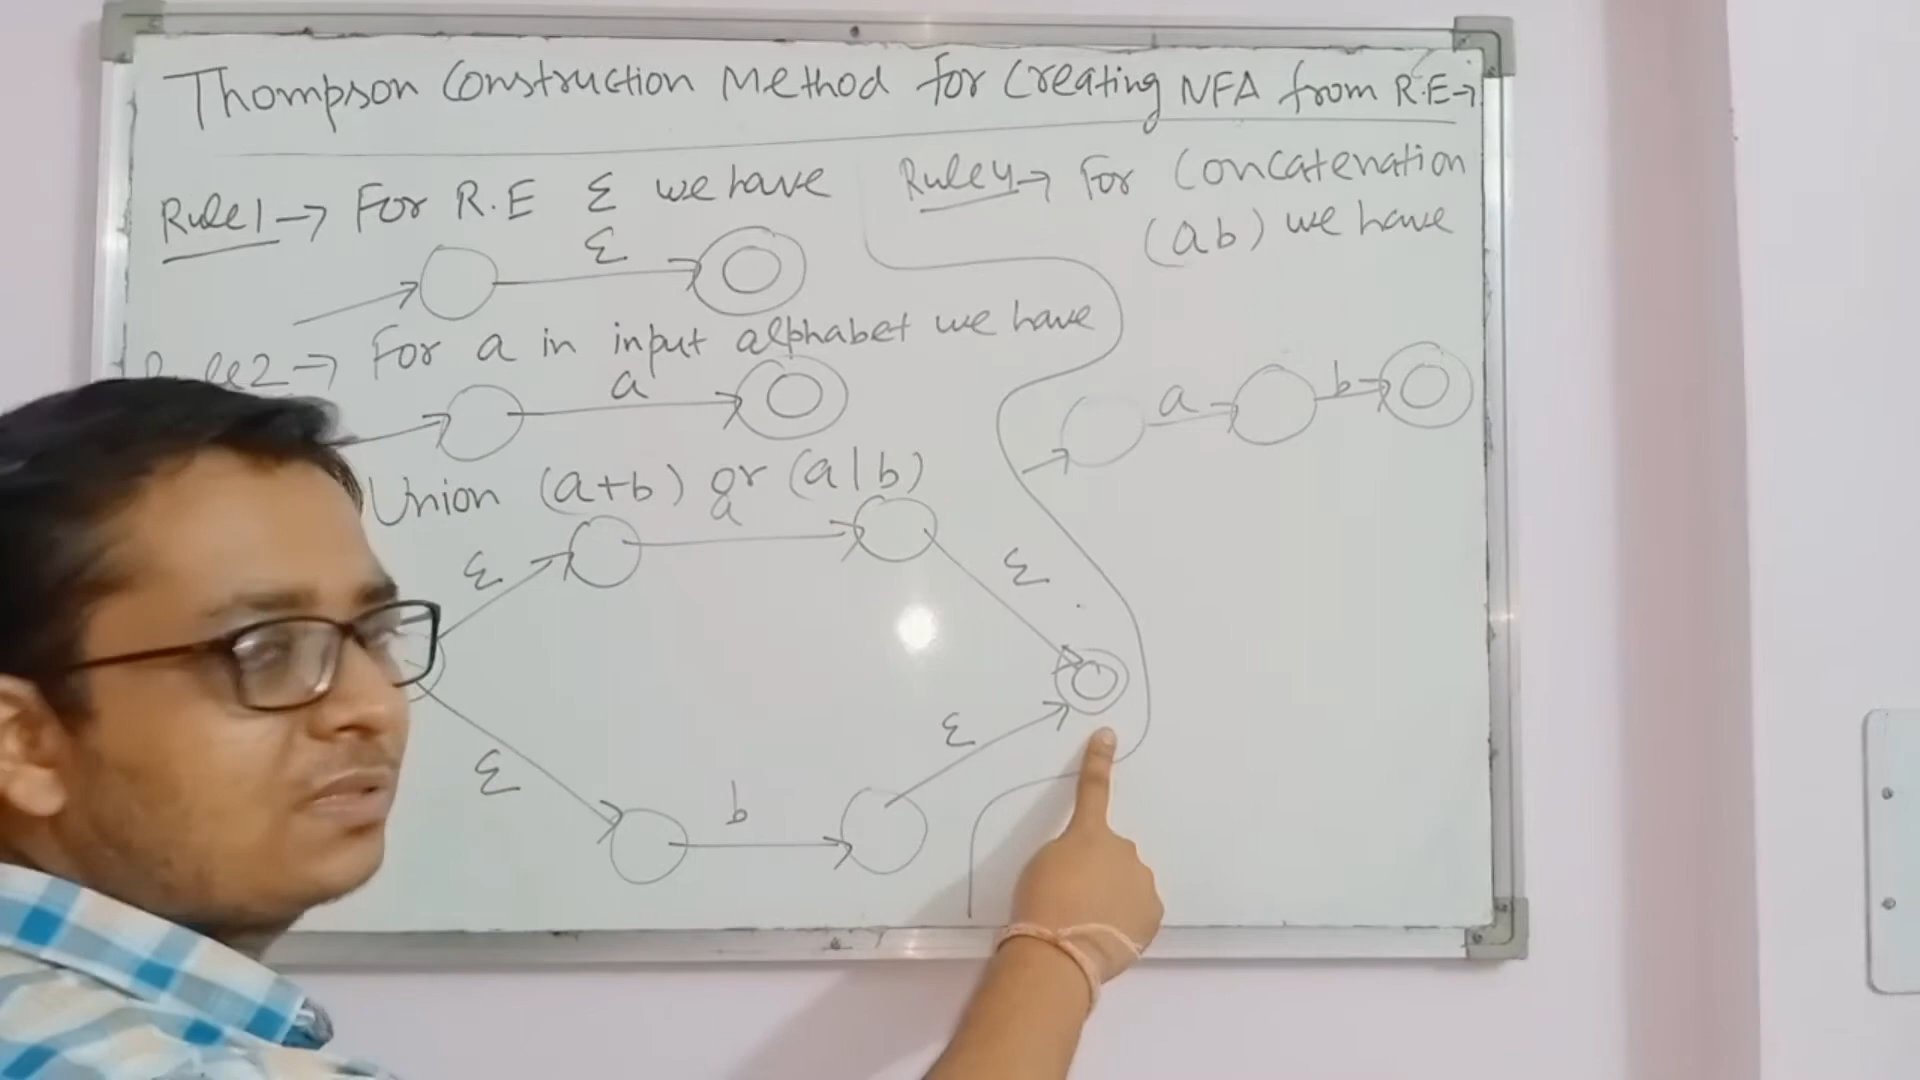 Thompson Construction Method for Creating NFA from R.E→
Rule1→ For R.E Ɛ we have
Ɛ
Rule2→ For a in input alphabet we have
a
Union (a+b) or (a|b)
a
Ɛ
Ɛ
Ɛ
Ɛ
b
Rule4→ For Concatenation
(ab) we have
a b